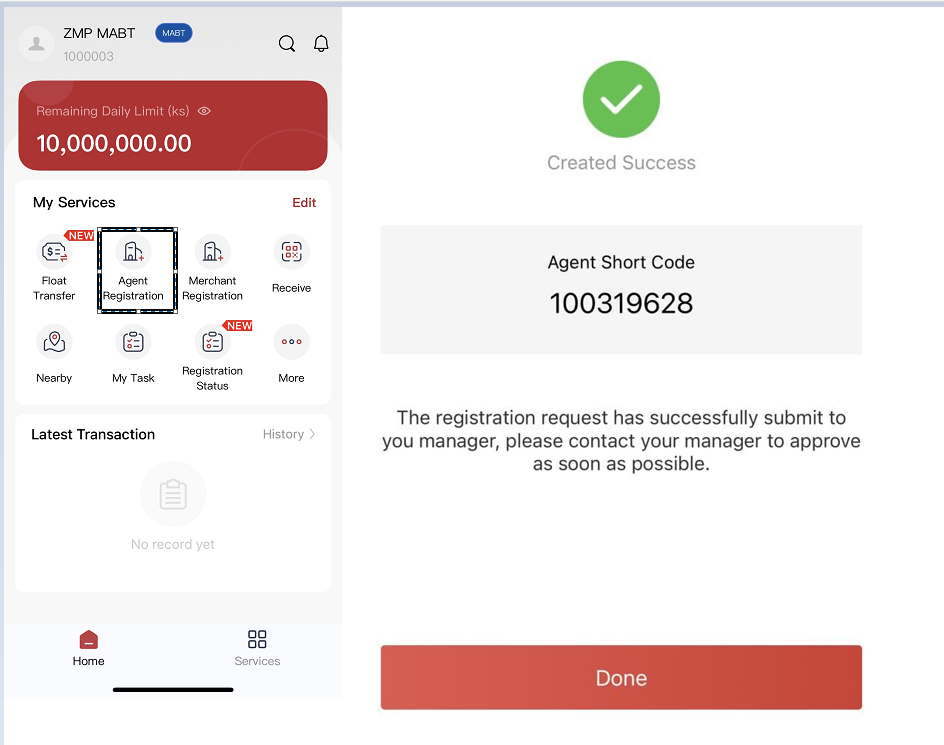 ZMP MABT
MABT
1000003
Remaining Daily Limit (ks)
10,000,000.00
My Services
Edit
NEW
Float
Transfer
Agent
Registration
Merchant
Registration
Receive
Nearby
My Task
NEW
Registration
Status
More
Latest Transaction
History
No record yet
Home
Services
Created Success
Agent Short Code
100319628
The registration request has successfully submit to
you manager, please contact your manager to approve
as soon as possible.
Done